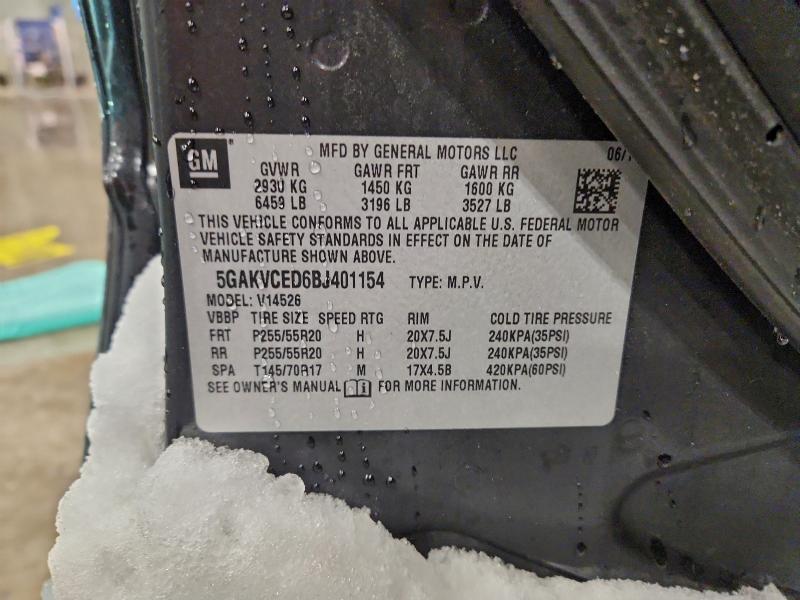 GM
MFD BY GENERAL MOTORS LLC 06/1
GVWR GAWR FRT GAWR RR
2930 KG 1450 KG 1600 KG
6459 LB 3196 LB 3527 LB
THIS VEHICLE CONFORMS TO ALL APPLICABLE U.S. FEDERAL MOTOR
VEHICLE SAFETY STANDARDS IN EFFECT ON THE DATE OF
MANUFACTURE SHOWN ABOVE.
5GAKVCED6BJ401154 TYPE: M.P.V.
MODEL: V14526
VBBP TIRE SIZE SPEED RTG RIM COLD TIRE PRESSURE
FRT P255/55R20 H 20X7.5J 240KPA(35PSI)
RR P255/55R20 H 20X7.5J 240KPA(35PSI)
SPA T145/70R17 M 17X4.5B 420KPA(60PSI)
SEE OWNER'S MANUAL FOR MORE INFORMATION.